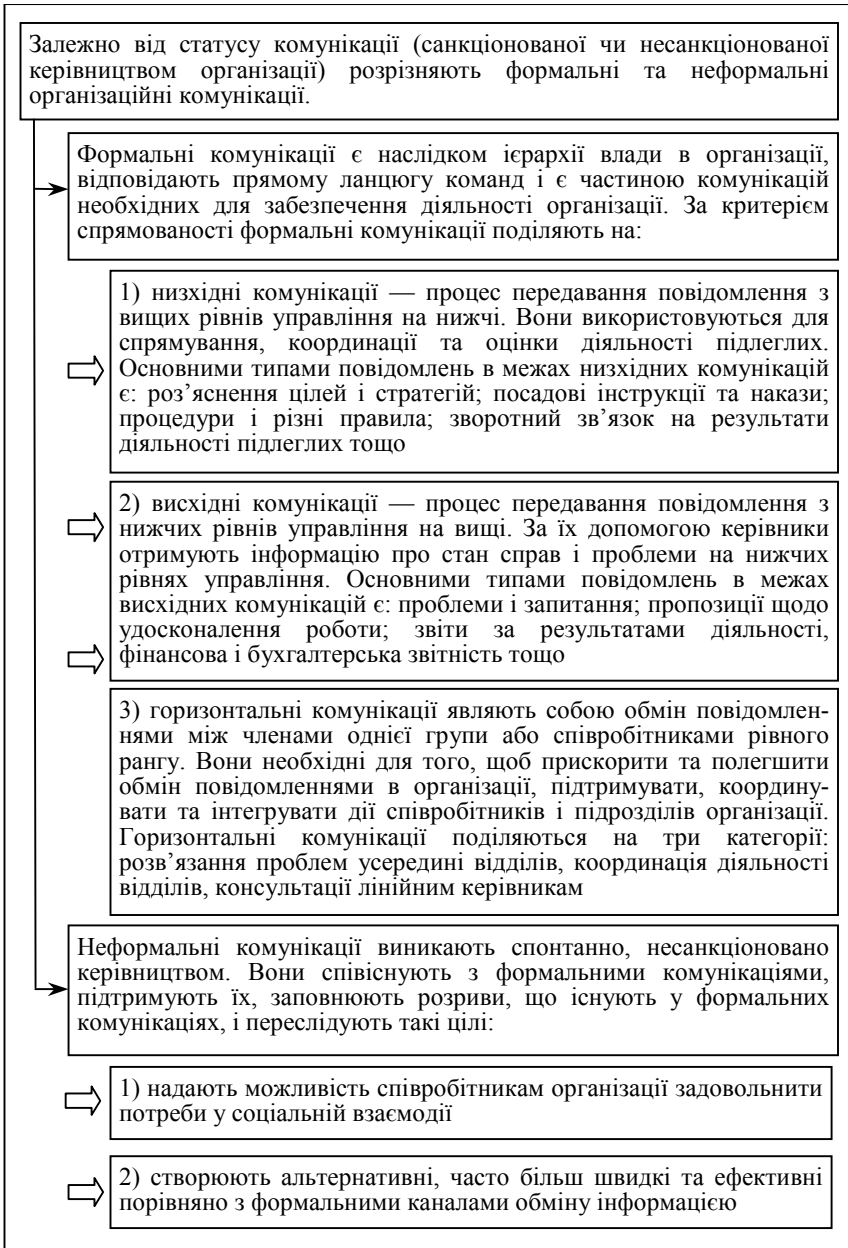 Залежно від статусу комунікації (санкціонованої чи несанкціонованої
керівництвом організації) розрізняють формальні та неформальні
організаційні комунікації.
Формальні комунікації є наслідком ієрархії влади в організації,
відповідають прямому ланцюгу команд і є частиною комунікацій
необхідних для забезпечення діяльності організації. За критерієм
спрямованості формальні комунікації поділяють на:
1) низхідні комунікації — процес передавання повідомлення з
вищих рівнів управління на нижчі. Вони використовуються для
спрямування, координації та оцінки діяльності підлеглих.
Основними типами повідомлень в межах низхідних комунікацій
є: роз’яснення цілей і стратегій; посадові інструкції та накази;
процедури і різні правила; зворотний зв’язок на результати
діяльності підлеглих тощо
2) висхідні комунікації — процес передавання повідомлення з
нижчих рівнів управління на вищі. За їх допомогою керівники
отримують інформацію про стан справ і проблеми на нижчих
рівнях управління. Основними типами повідомлень в межах
висхідних комунікацій є: проблеми і запитання; пропозиції щодо
удосконалення роботи; звіти за результатами діяльності,
фінансова і бухгалтерська звітність тощо
3) горизонтальні комунікації являють собою обмін повідомлен-
нями між членами однієї групи або співробітниками рівного
рангу. Вони необхідні для того, щоб прискорити та полегшити
обмін повідомленнями в організації, підтримувати, координу-
вати та інтегрувати дії співробітників і підрозділів організації.
Горизонтальні комунікації поділяються на три категорії:
розв’язання проблем усередині відділів, координація діяльності
відділів, консультації лінійним керівникам
Неформальні комунікації виникають спонтанно, несанкціоновано
керівництвом. Вони співіснують з формальними комунікаціями,
підтримують їх, заповнюють розриви, що існують у формальних
комунікаціях, і переслідують такі цілі:
1) надають можливість співробітникам організації задовольнити
потреби у соціальній взаємодії
2) створюють альтернативні, часто більш швидкі та ефективні
порівняно з формальними каналами обміну інформацією